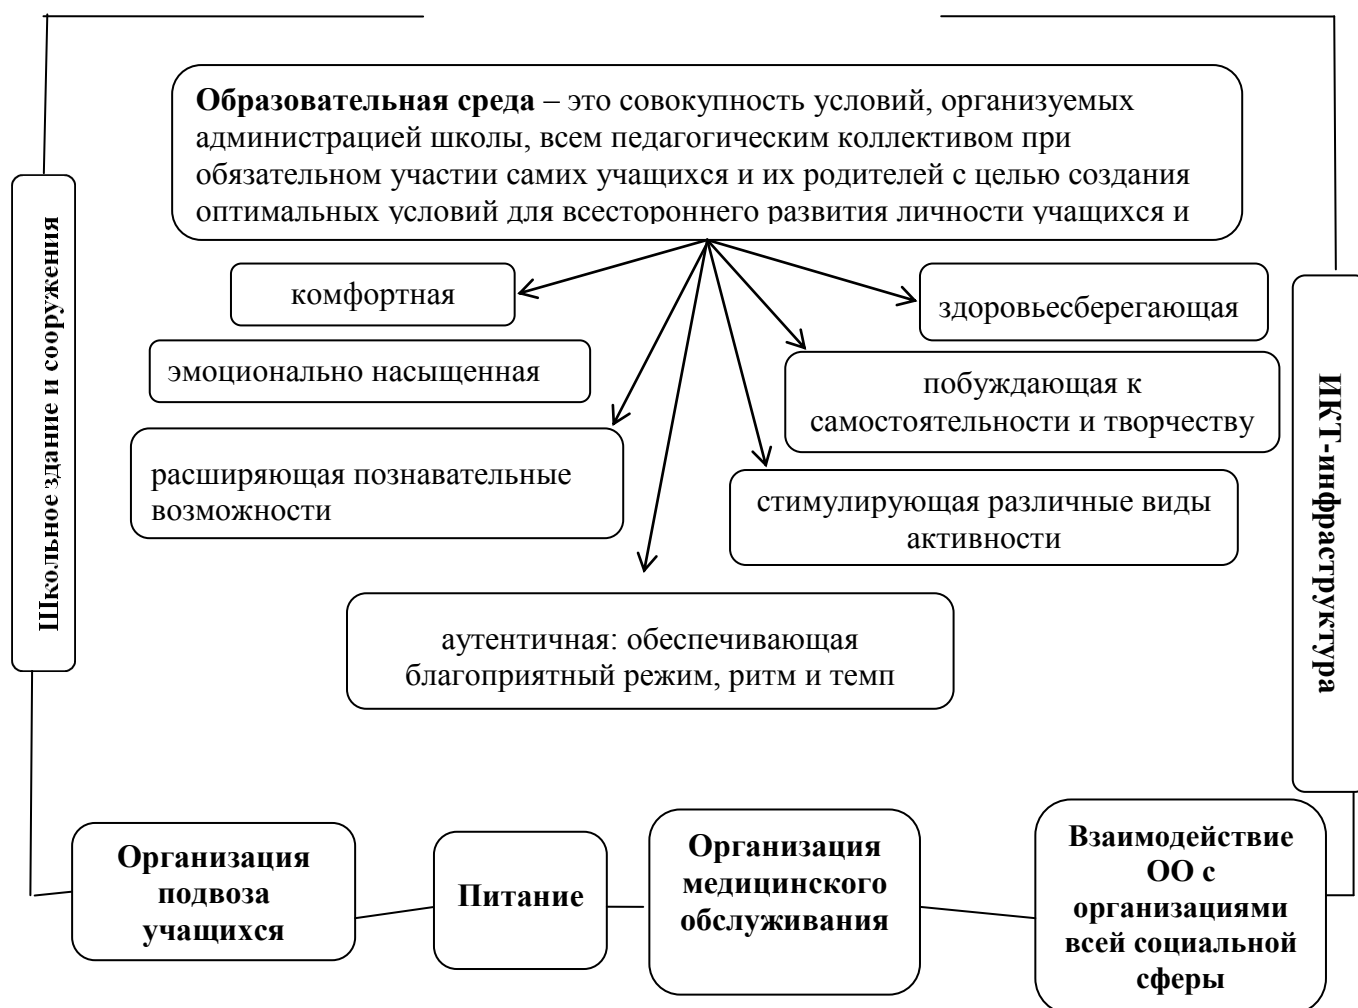 Образовательная среда – это совокупность условий, организуемых
администрацией школы, всем педагогическим коллективом при
обязательном участии самих учащихся и их родителей с целью создания
оптимальных условий для всестороннего развития личности учащихся и
комфортная
здоровьесберегающая
эмоционально насыщенная
побуждающая к
самостоятельности и творчеству
расширяющая познавательные
возможности
стимулирующая различные виды
активности
аутентичная: обеспечивающая
благоприятный режим, ритм и темп
Школьное здание и сооружения
ИКТ-инфраструктура
Организация
подвоза
учащихся
Питание
Организация
медицинского
обслуживания
Взаимодействие
ОО с
организациями
всей социальной
сферы